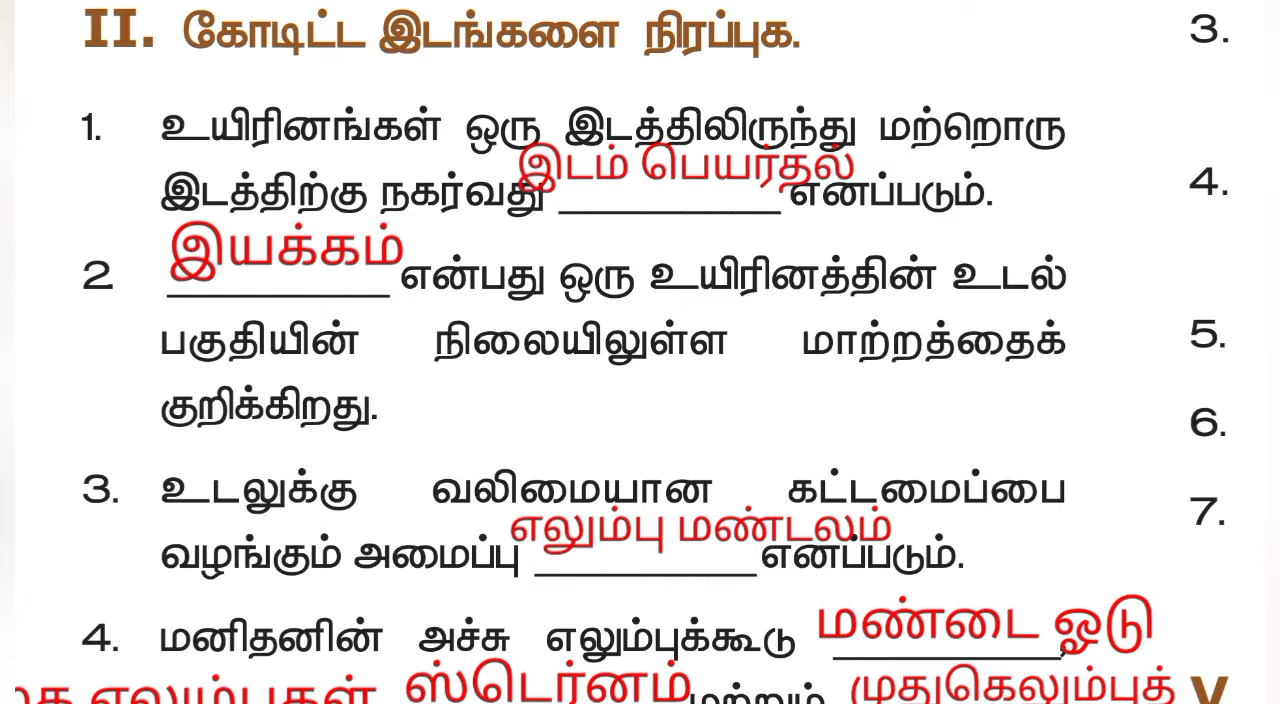 II. கோடிட்ட இடங்களை நிரப்புக.
1. உயிரினங்கள் ஒரு இடத்திலிருந்து மற்றொரு
இடம் பெயர்தல்
இடத்திற்கு நகர்வது __________ எனப்படும்.
இயக்கம்
2 __________ என்பது ஒரு உயிரினத்தின் உடல்
பகுதியின் நிலையிலுள்ள மாற்றத்தைக்
குறிக்கிறது.
3. உடலுக்கு வலிமையான கட்டமைப்பை
எலும்பு மண்டலம்
வழங்கும் அமைப்பு __________ எனப்படும்.
மண்டை ஓடு
4. மனிதனின் அச்சு எலும்புக்கூடு __________,
எலும்புகள் ஸ்டெர்னம் மற்றும் முதுகெலும்புத்
3.
4.
5.
6.
7.
V